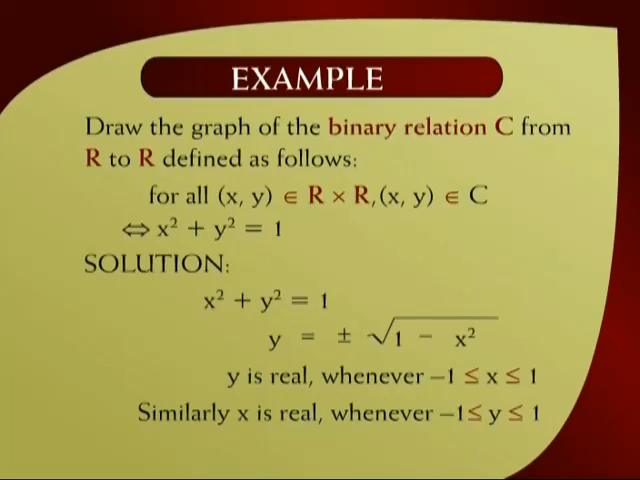 EXAMPLE
Draw the graph of the binary relation C from
R to R defined as follows:
for all (x, y) ∈ R × R, (x, y) ∈ C
⇔ x² + y² = 1
SOLUTION:
x² + y² = 1
y = ± √1 − x²
y is real, whenever –1 ≤ x ≤ 1
Similarly x is real, whenever –1≤ y ≤ 1